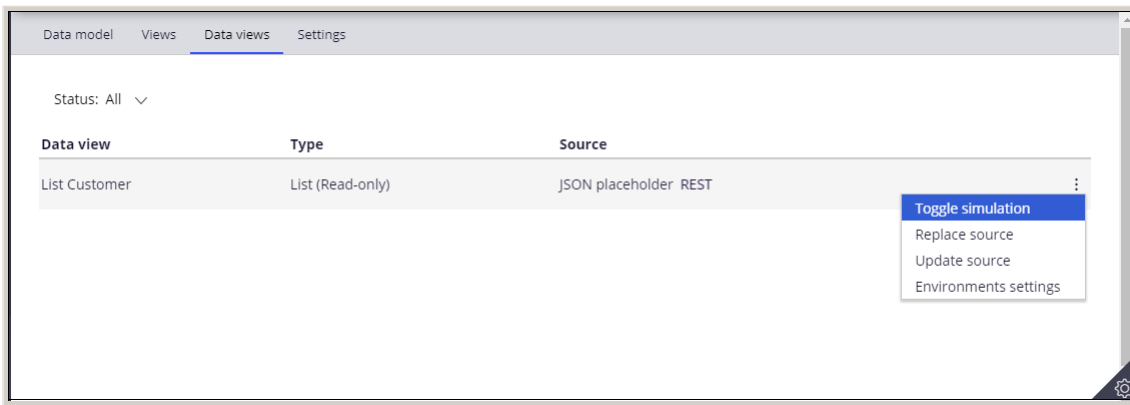 Data model Views Data views Settings
Status: All
Data view Type Source
List Customer List (Read-only) JSON placeholder REST
Toggle simulation
Replace source
Update source
Environments settings